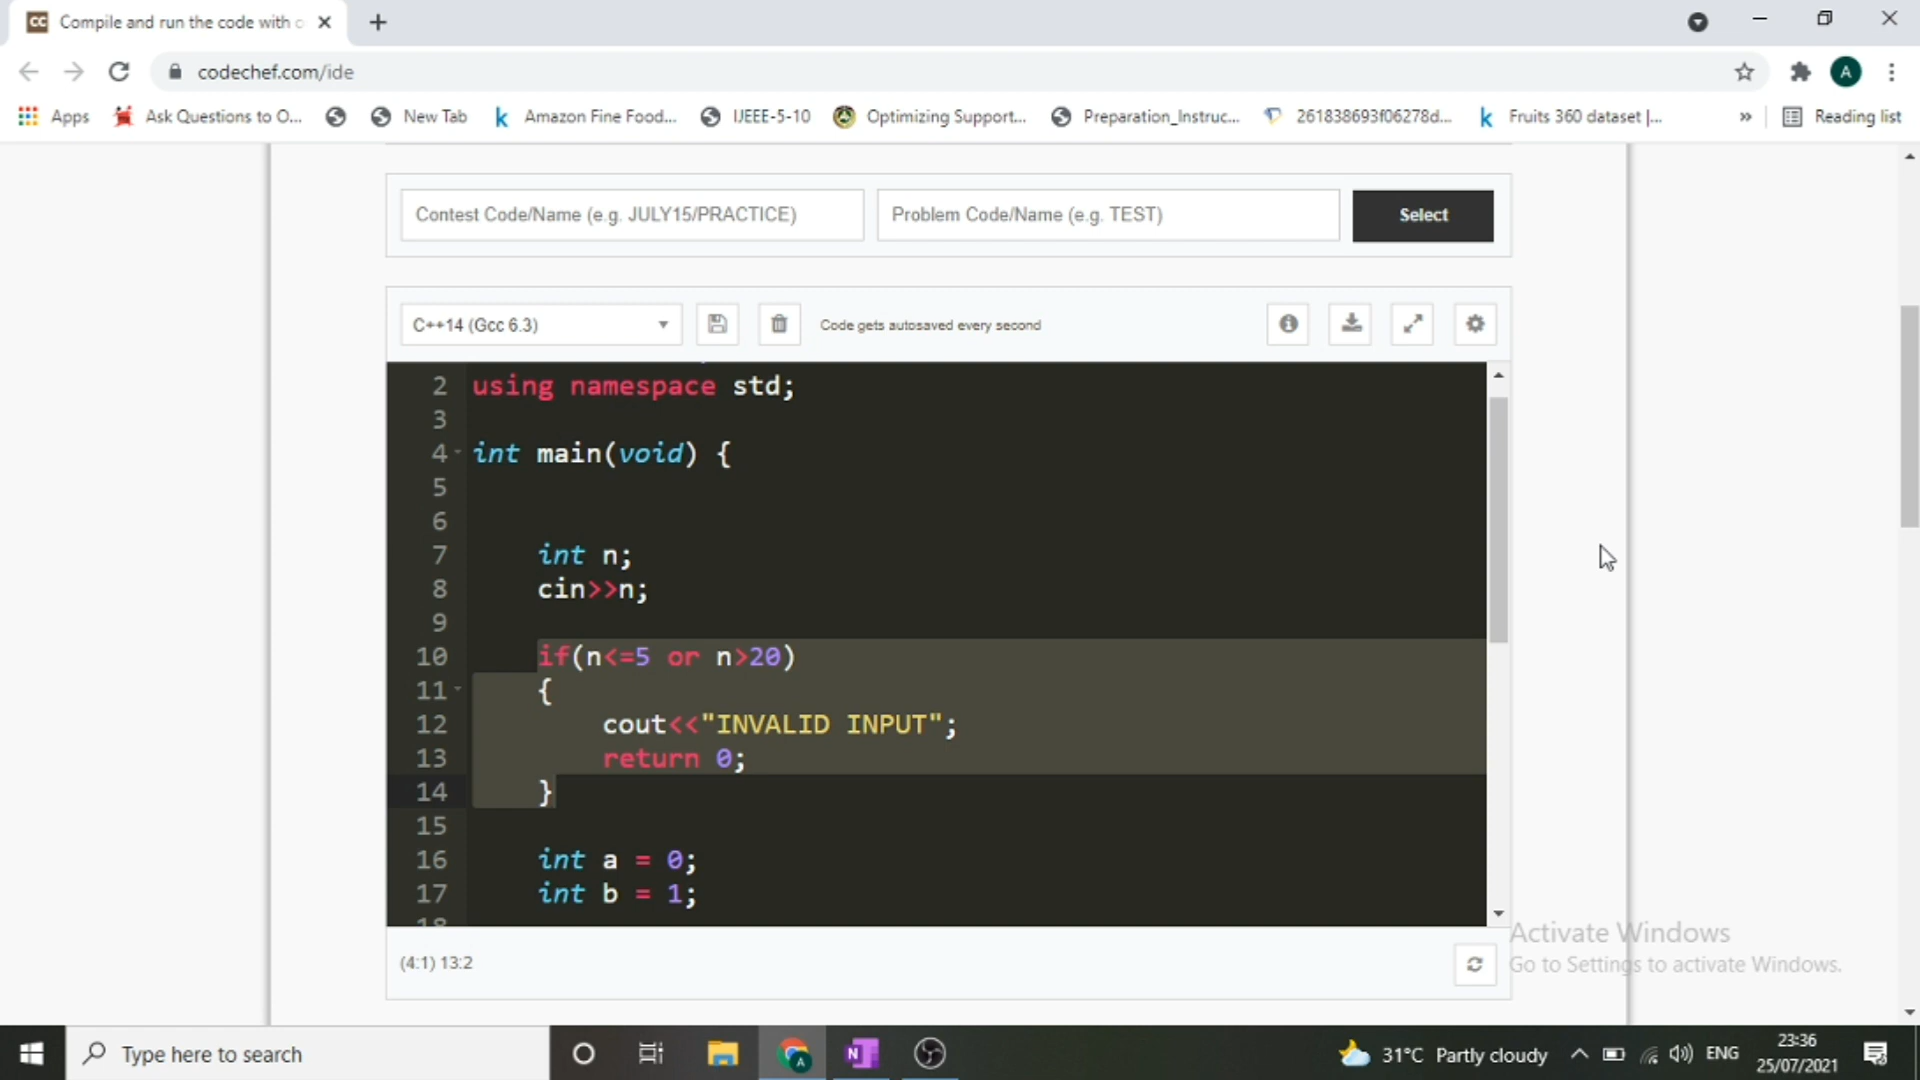 Compile and run the code with c
codechef.com/ide
A
Apps
Ask Questions to O...
New Tab
Amazon Fine Food...
IJEEE-5-10
Optimizing Support...
Preparation_Instruc...
261838693f06278d...
Fruits 360 dataset |...
»
Reading list
Contest Code/Name (e.g. JULY15/PRACTICE)
Problem Code/Name (e.g. TEST)
Select
C++14 (Gcc 6.3)
Code gets autosaved every second
2 using namespace std;
3
4 int main(void) {
5
6
7 int n;
8 cin>>n;
9
10 if(n<=5 or n>20)
11 {
12 cout<<"INVALID INPUT";
13 return 0;
14 }
15
16 int a = 0;
17 int b = 1;
18
(4:1) 13:2
Activate Windows
Go to Settings to activate Windows.
Type here to search
31°C Partly cloudy
ENG
23:36
25/07/2021